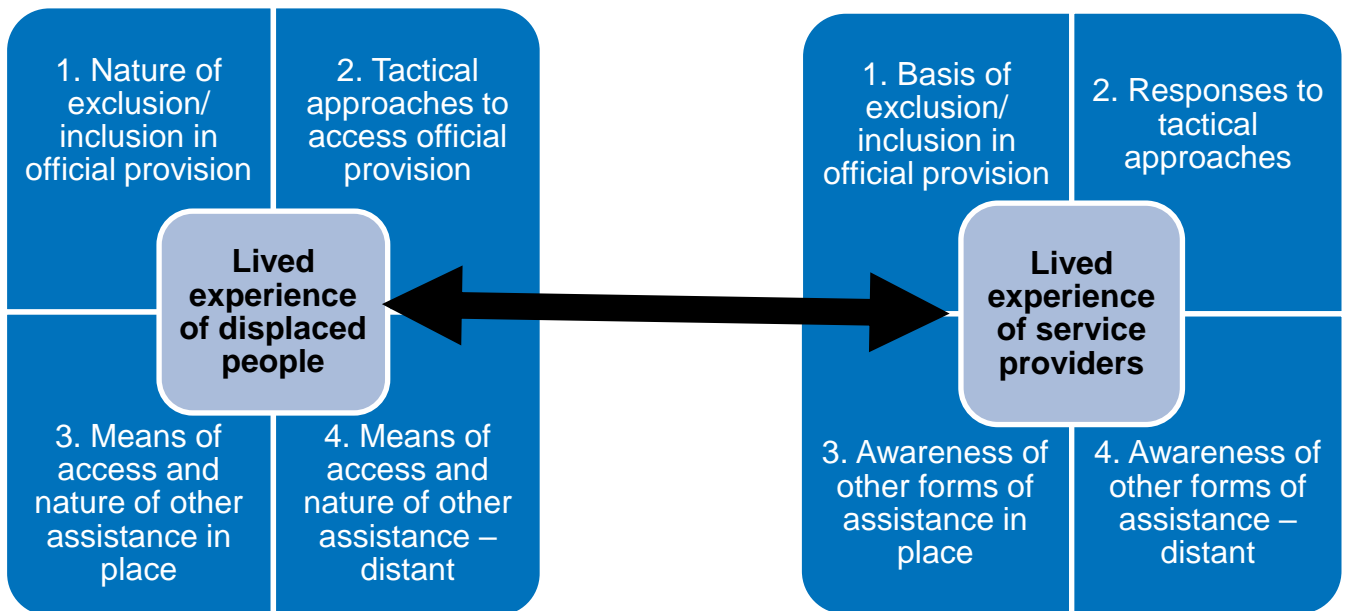 1. Nature of
exclusion/
inclusion in
official provision
2. Tactical
approaches to
access official
provision
Lived
experience
of displaced
people
3. Means of
access and
nature of other
assistance in
place
4. Means of
access and
nature of other
assistance –
distant
1. Basis of
exclusion/
inclusion in
official provision
2. Responses to
tactical
approaches
Lived
experience
of service
providers
3. Awareness of
other forms of
assistance in
place
4. Awareness of
other forms of
assistance –
distant